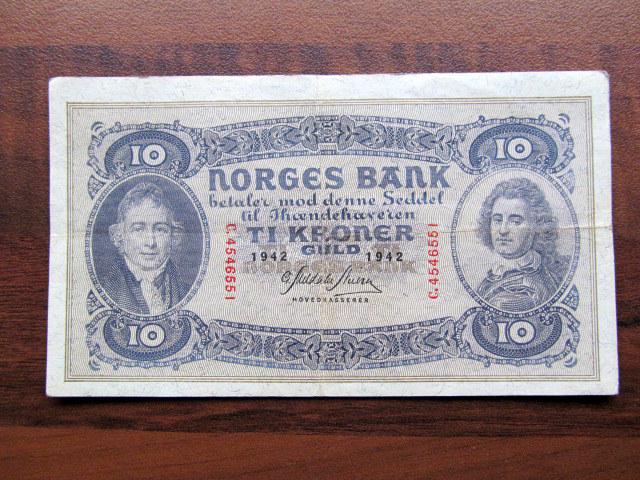 10 10
NORGES BANK
betaler mod denne Seddel
til Ihændehaveren
TI KRONER
GULD
1942 1942
HOVEDKASSERER
C.4546551
C.4546551
10 10